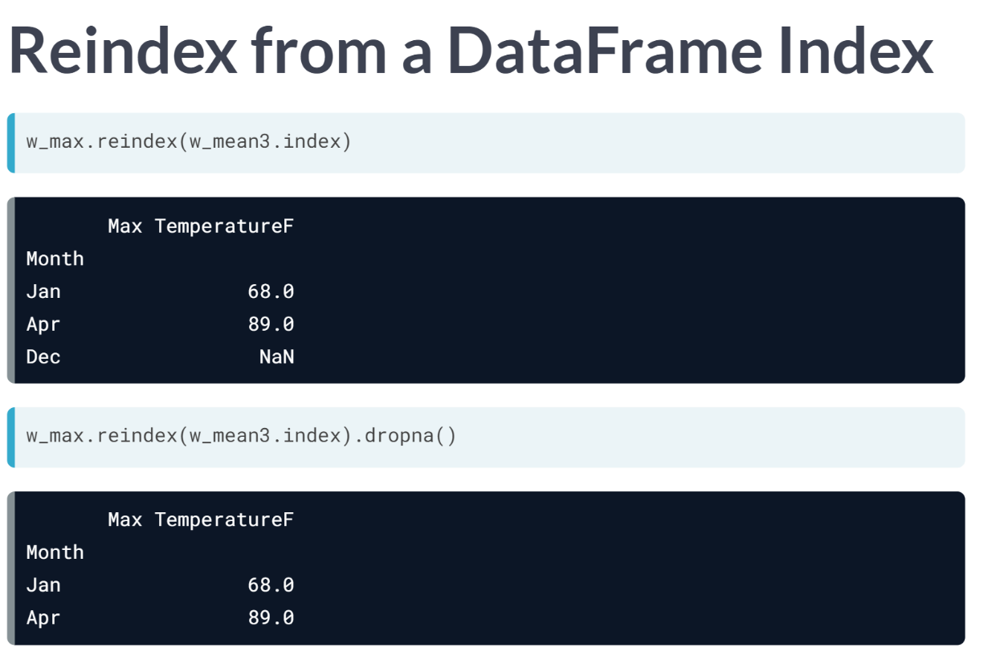 Reindex from a DataFrame Index
w_max.reindex(w_mean3.index)
Max TemperatureF
Month
Jan 68.0
Apr 89.0
Dec NaN
w_max.reindex(w_mean3.index).dropna()
Max TemperatureF
Month
Jan 68.0
Apr 89.0